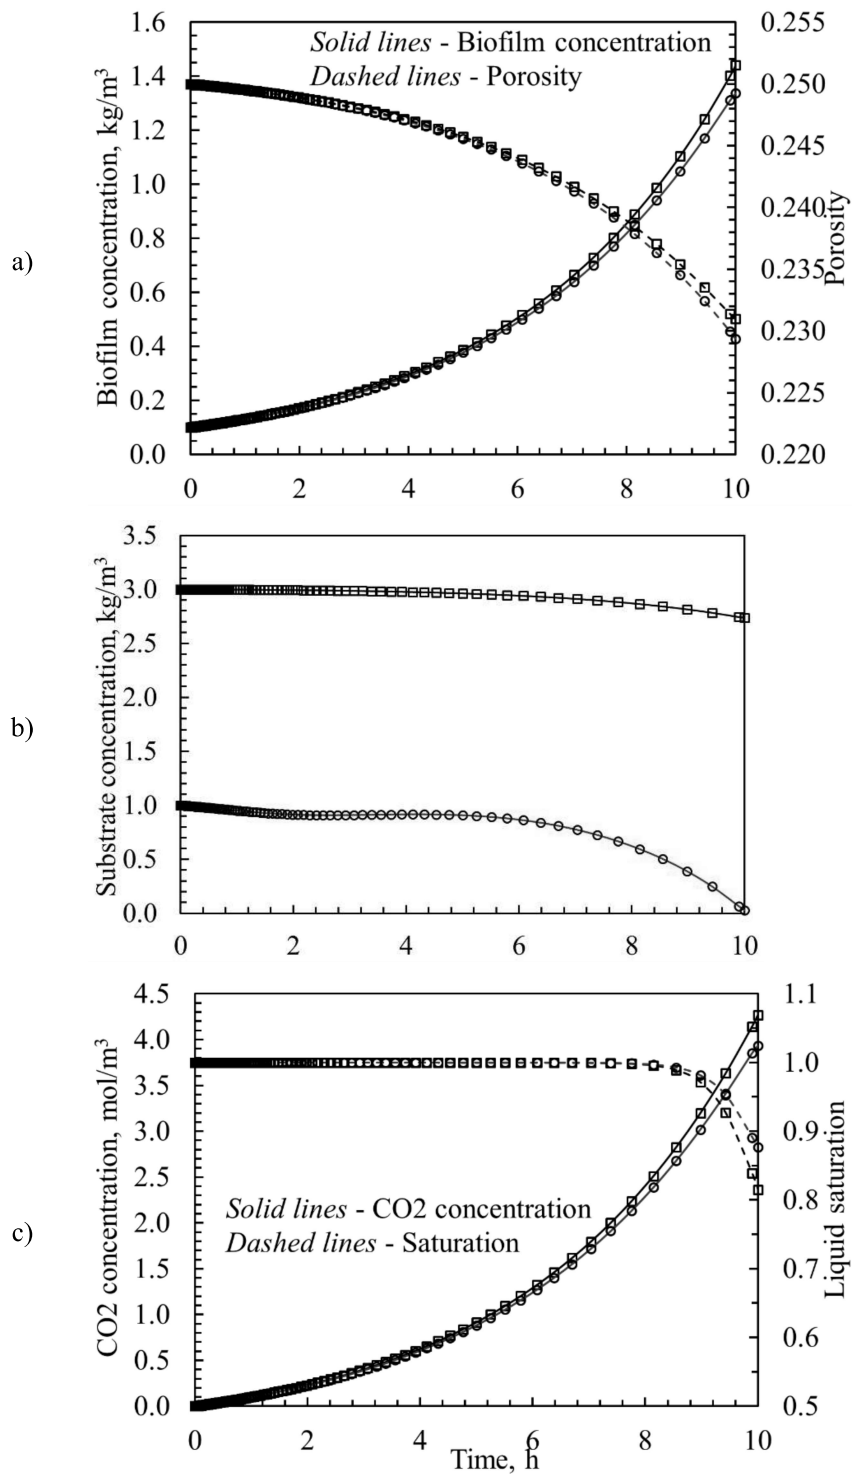 a)
Biofilm concentration, kg/m³
1.6
1.4
1.2
1.0
0.8
0.6
0.4
0.2
0.0
Solid lines - Biofilm concentration
Dashed lines - Porosity
0.255
0.250
0.245
0.240
0.235
0.230
0.225
0.220
Porosity
0 2 4 6 8 10
b)
Substrate concentration, kg/m³
3.5
3.0
2.5
2.0
1.5
1.0
0.5
0.0
0 2 4 6 8 10
c)
CO2 concentration, mol/m³
4.5
4.0
3.5
3.0
2.5
2.0
1.5
1.0
0.5
0.0
Solid lines - CO2 concentration
Dashed lines - Saturation
1.1
1.0
0.9
0.8
0.7
0.6
0.5
Liquid saturation
0 2 4 6 8 10
Time, h